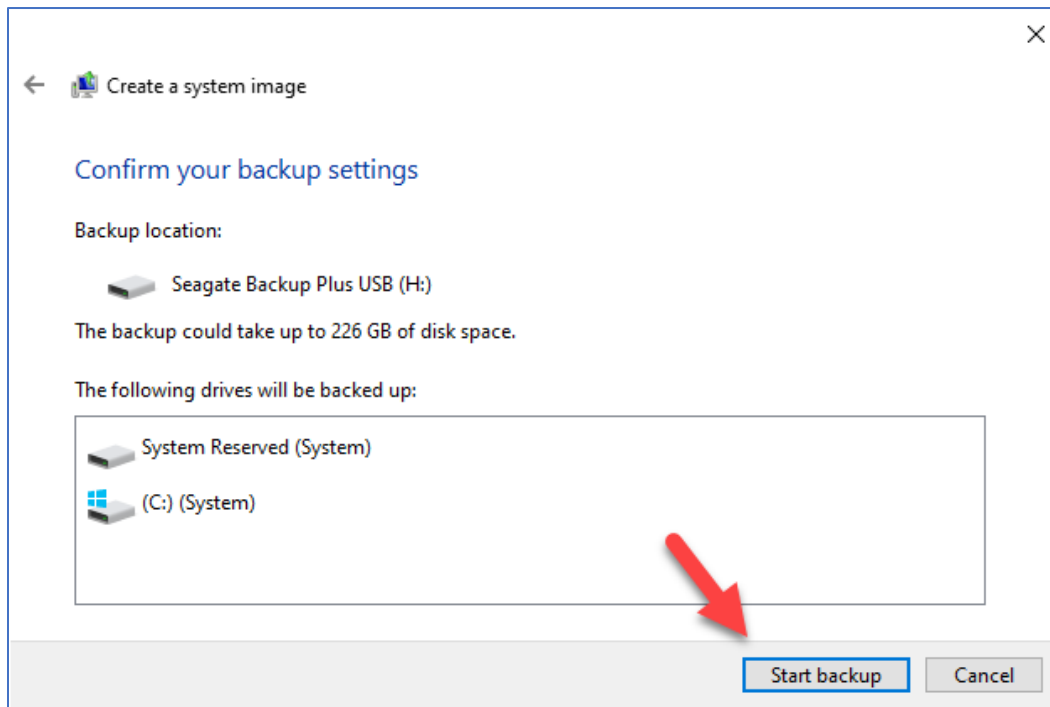 Create a system image
Confirm your backup settings
Backup location:
Seagate Backup Plus USB (H:)
The backup could take up to 226 GB of disk space.
The following drives will be backed up:
System Reserved (System)
(C:) (System)
Start backup
Cancel